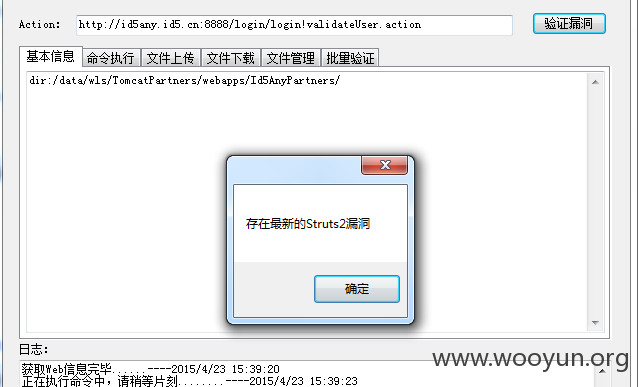 Action: http://id5any.id5.cn:8888/login/login!validateUser.action 验证漏洞
基本信息 命令执行 文件上传 文件下载 文件管理 批量验证
dir:/data/wls/TomcatPartners/webapps/Id5AnyPartners/
存在最新的Struts2漏洞
确定
日志:
获取Web信息完毕......----2015/4/23 15:39:20
正在执行命令中，请稍等片刻........----2015/4/23 15:39:23
www.wooyun.org